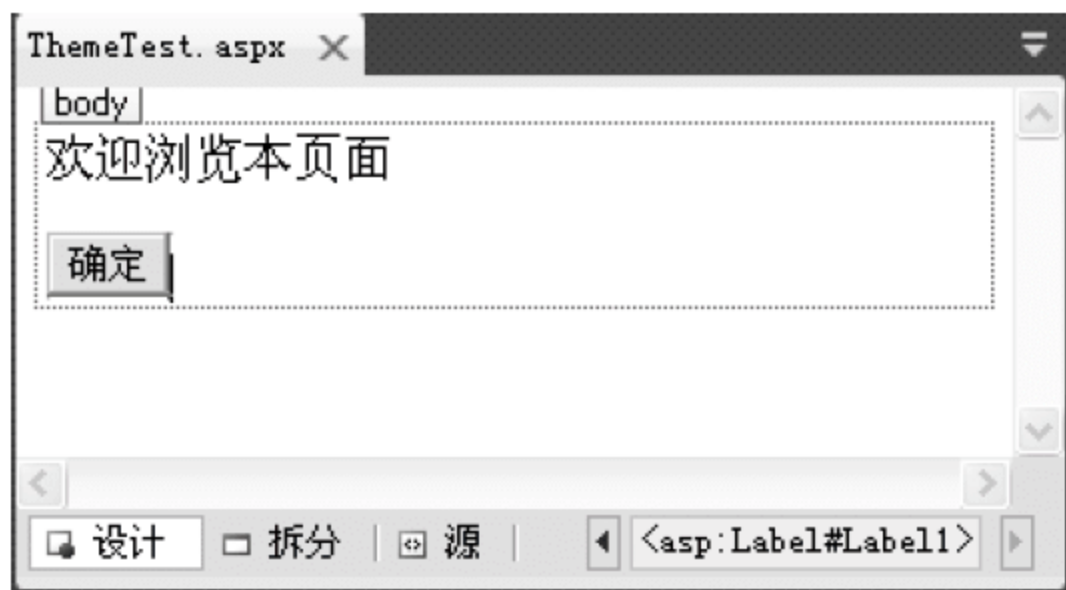 ThemeTest.aspx
body
欢迎浏览本页面
确定
设计 拆分 源 <asp:Label#Label1>